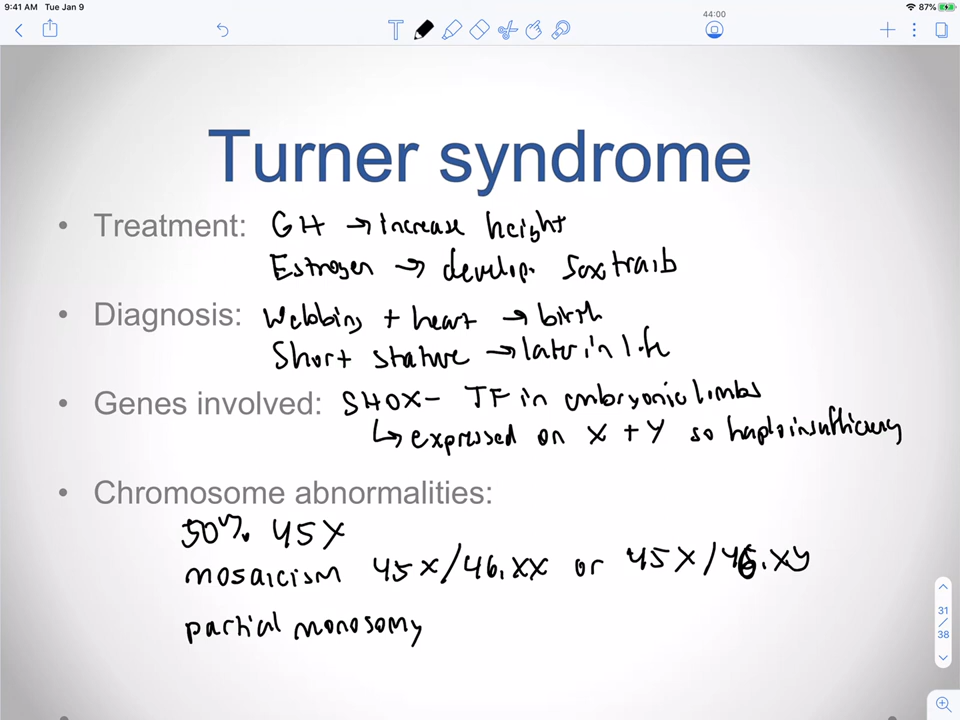 9:41 AM Tue Jan 9
44:00
87%
Turner syndrome
• Treatment: GH → increase height
Estrogen → develop. Sex traits
• Diagnosis: Webbing + heart → birth
Short stature → later in life
• Genes involved: SHOX - TF in embryonic limbs
↳ expressed on X + Y so haploinsufficiency
• Chromosome abnormalities:
50% 45X
mosaicism 45X/46.XX or 45X/46.XY
partial monosomy
31
/
38